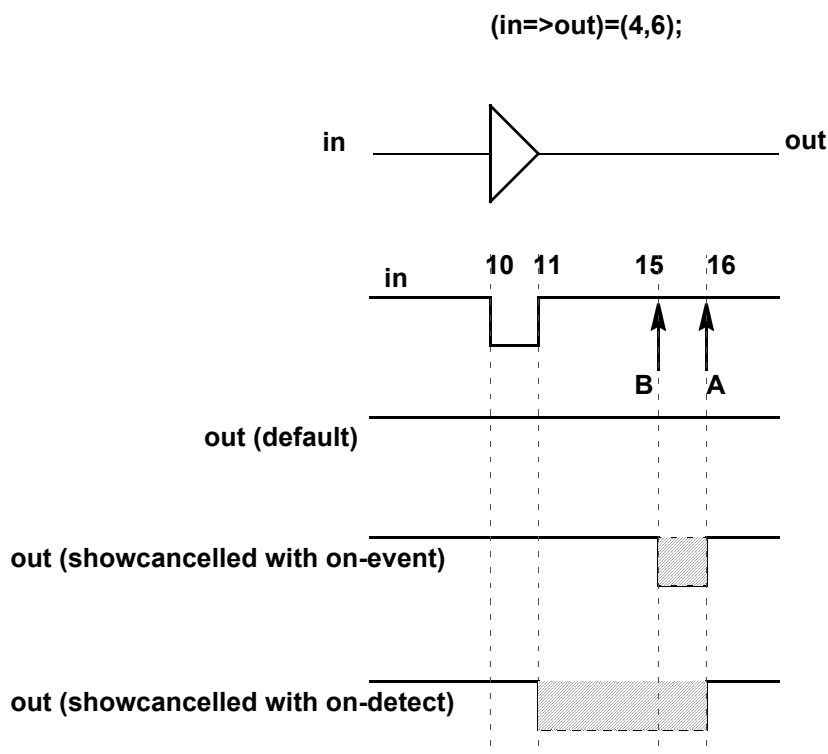 (in=>out)=(4,6);
in out
in 10 11 15 16
B A
out (default)
out (showcancelled with on-event)
out (showcancelled with on-detect)